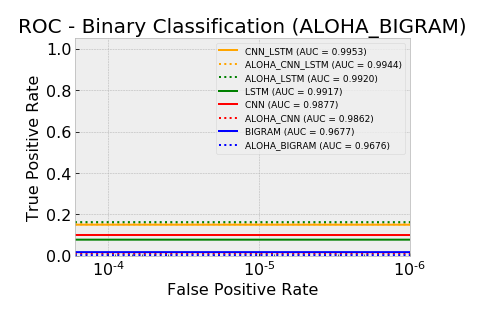 ROC - Binary Classification (ALOHA_BIGRAM)
1.0
0.8
0.6
0.4
0.2
0.0
True Positive Rate
CNN_LSTM (AUC = 0.9953)
ALOHA_CNN_LSTM (AUC = 0.9944)
ALOHA_LSTM (AUC = 0.9920)
LSTM (AUC = 0.9917)
CNN (AUC = 0.9877)
ALOHA_CNN (AUC = 0.9862)
BIGRAM (AUC = 0.9677)
ALOHA_BIGRAM (AUC = 0.9676)
10⁻⁴ 10⁻⁵ 10⁻⁶
False Positive Rate